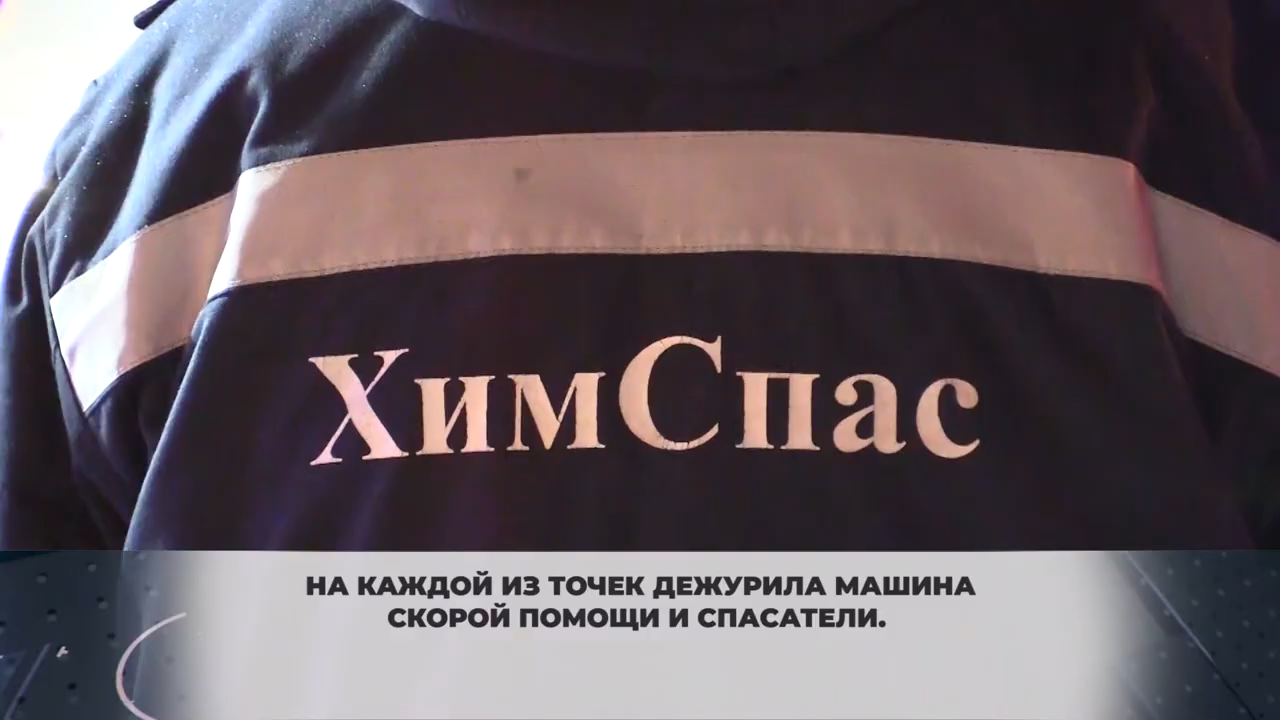 ХимСпас
НА КАЖДОЙ ИЗ ТОЧЕК ДЕЖУРИЛА МАШИНА
СКОРОЙ ПОМОЩИ И СПАСАТЕЛИ.